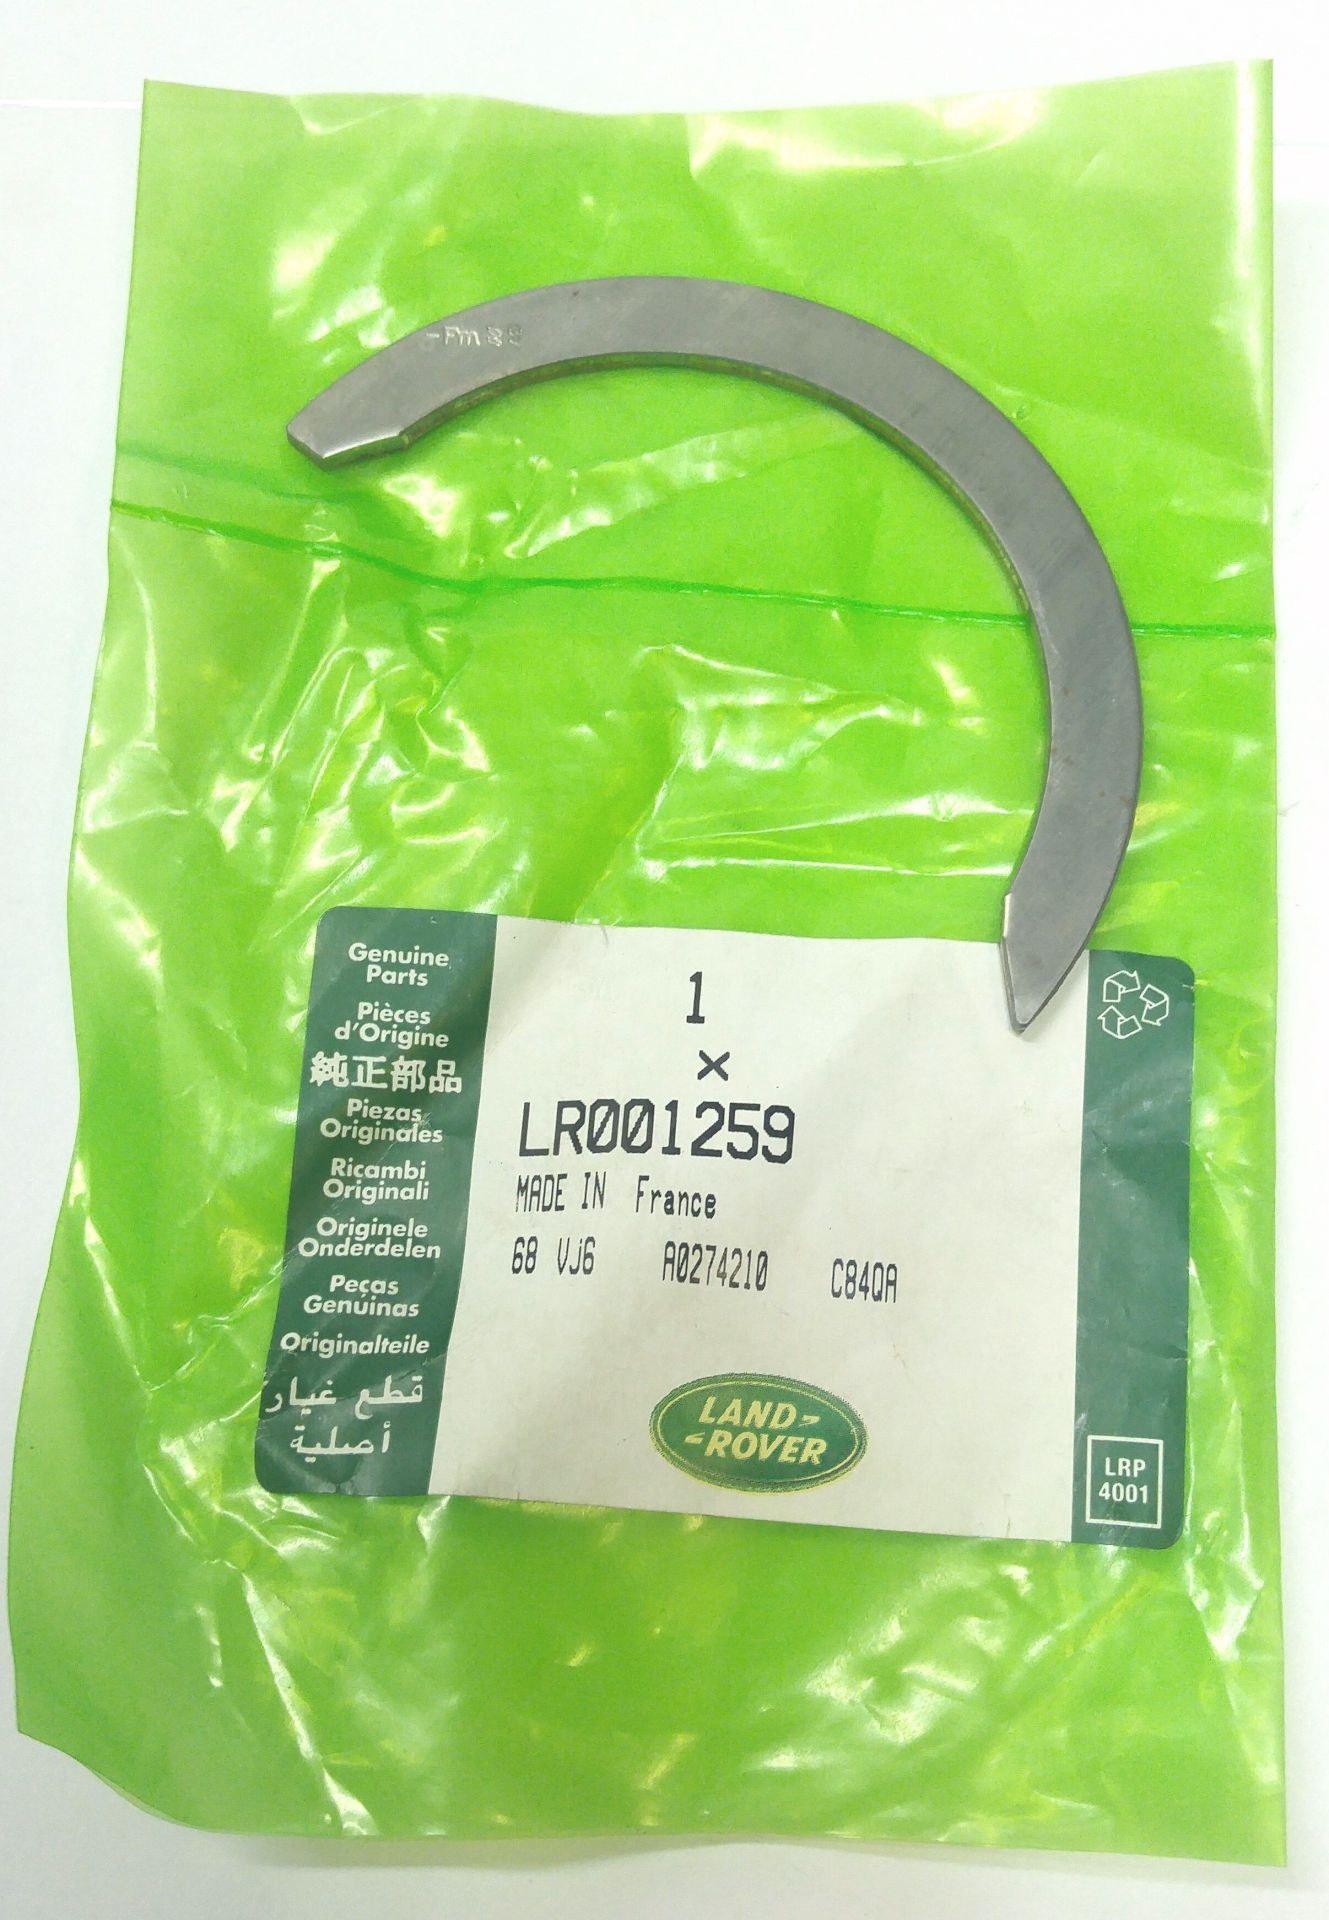 Genuine
Parts
Pièces
d'Origine
純正部品
Piezas
Originales
Ricambi
Originali
Originele
Onderdelen
Peças
Genúinas
Originalteile
قطع غيار
أصلية
1
×
LR001259
MADE IN France
68 VJ6 A0274210 C84QA
LAND-
-ROVER
LRP
4001